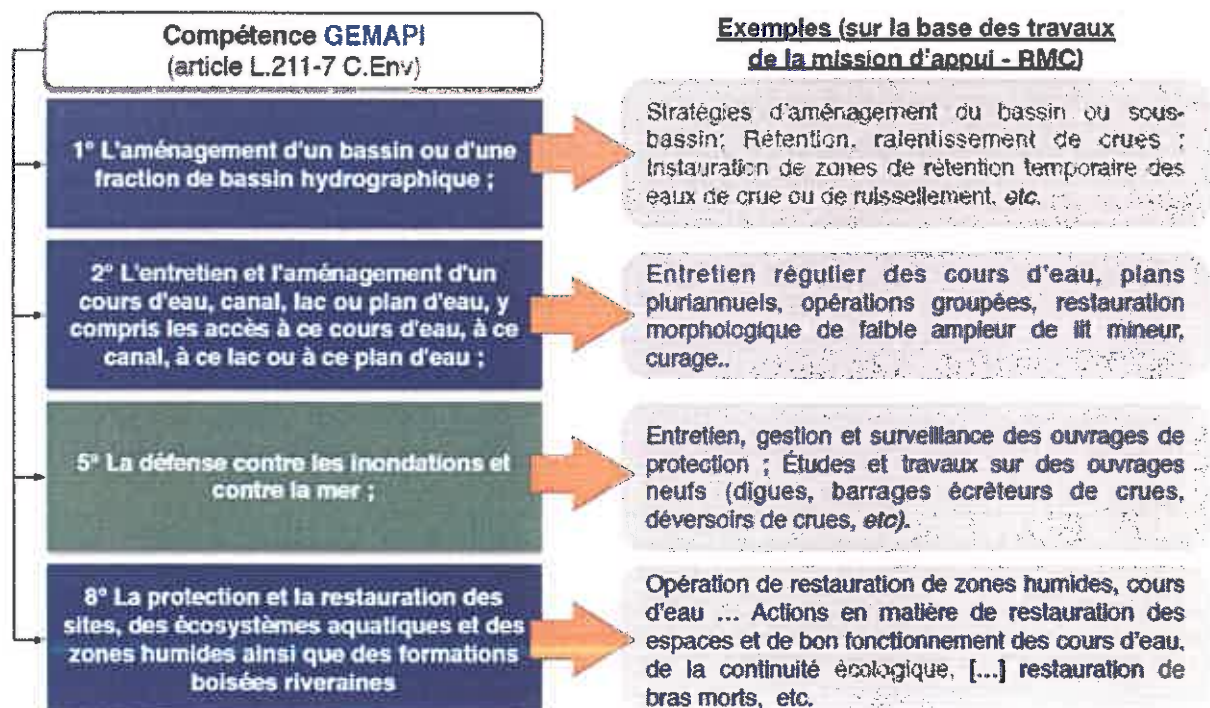 Compétence GEMAPI
(article L.211-7 C.Env)
Exemples (sur la base des travaux
de la mission d'appui - RMC)
1° L'aménagement d'un bassin ou d'une
fraction de bassin hydrographique ;
Stratégies d'aménagement du bassin ou sous-
bassin; Rétention, ralentissement de crues ;
Instauration de zones de rétention temporaire des
eaux de crue ou de ruissellement, etc.
2° L'entretien et l'aménagement d'un
cours d'eau, canal, lac ou plan d'eau, y
compris les accès à ce cours d'eau, à ce
canal, à ce lac ou à ce plan d'eau ;
Entretien régulier des cours d'eau, plans
pluriannuels, opérations groupées, restauration
morphologique de faible ampleur de lit mineur,
curage..
5° La défense contre les inondations et
contre la mer ;
Entretien, gestion et surveillance des ouvrages de
protection ; Études et travaux sur des ouvrages
neufs (digues, barrages écrêteurs de crues,
déversoirs de crues, etc).
8° La protection et la restauration des
sites, des écosystèmes aquatiques et des
zones humides ainsi que des formations
boisées riveraines
Opération de restauration de zones humides, cours
d'eau ... Actions en matière de restauration des
espaces et de bon fonctionnement des cours d'eau,
de la continuité écologique, [...] restauration de
bras morts, etc.